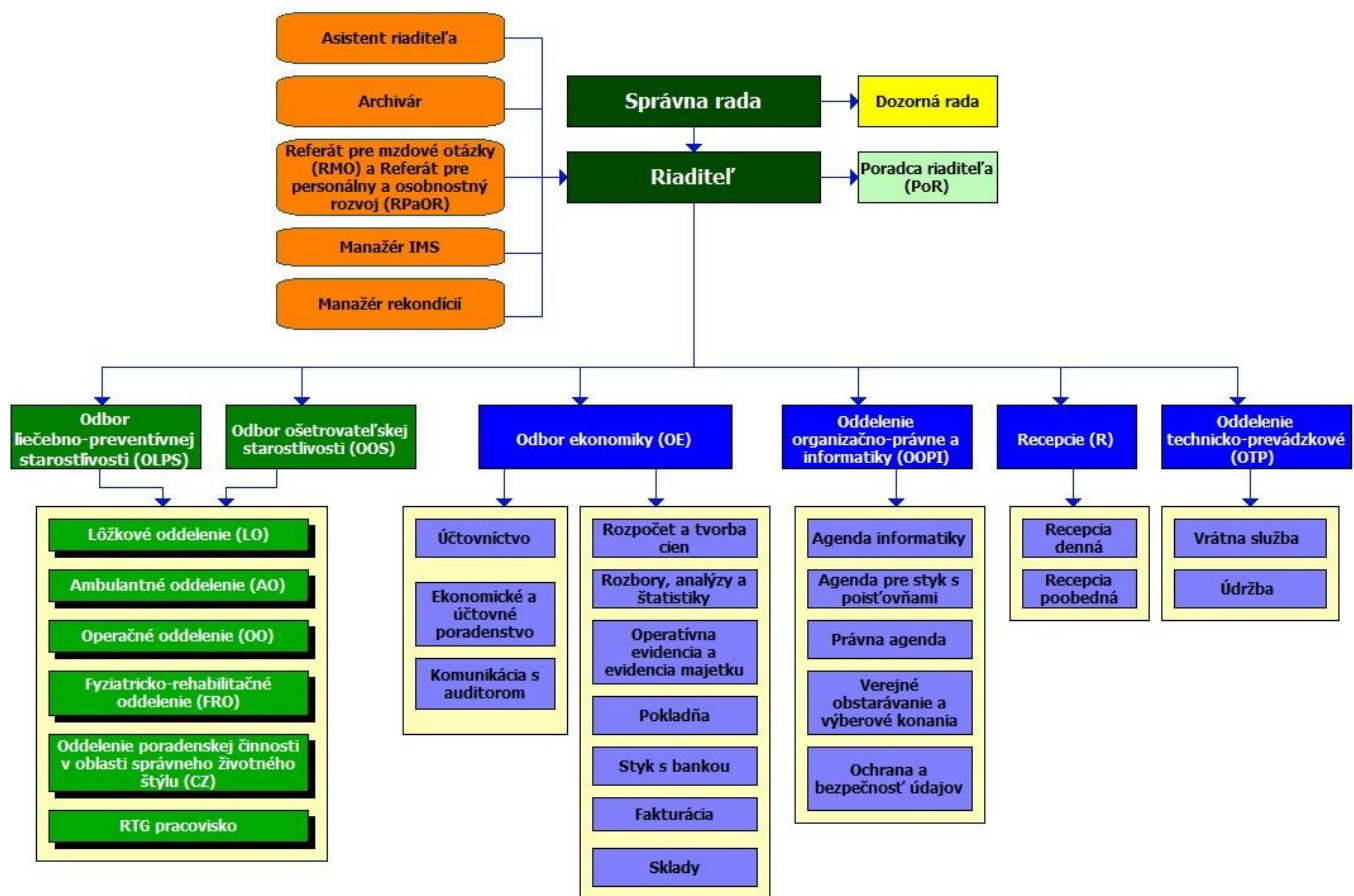 Asistent riaditeľa
Archivár
Referát pre mzdové otázky
(RMO) a Referát pre
personálny a osobnostný
rozvoj (RPaOR)
Manažér IMS
Manažér rekondícií
Správna rada
Dozorná rada
Riaditeľ
Poradca riaditeľa
(PoR)
Odbor
liečebno-preventívnej
starostlivosti (OLPS)
Odbor ošetrovateľskej
starostlivosti (OOS)
Odbor ekonomiky (OE)
Oddelenie
organizačno-právne a
informatiky (OOPI)
Recepcie (R)
Oddelenie
technicko-prevádzkové
(OTP)
Lôžkové oddelenie (LO)
Ambulantné oddelenie (AO)
Operačné oddelenie (OO)
Fyziatricko-rehabilitačné
oddelenie (FRO)
Oddelenie poradenskej činnosti
v oblasti správneho životného
štýlu (CZ)
RTG pracovisko
Účtovníctvo
Ekonomické a
účtovné
poradenstvo
Komunikácia s
auditorom
Rozpočet a tvorba
cien
Rozbory, analýzy a
štatistiky
Operatívna
evidencia a
evidencia majetku
Pokladňa
Styk s bankou
Fakturácia
Sklady
Agenda informatiky
Agenda pre styk s
poisťovňami
Právna agenda
Verejné
obstarávanie a
výberové konania
Ochrana a
bezpečnosť údajov
Recepcia
denná
Recepcia
poobedná
Vrátna služba
Údržba